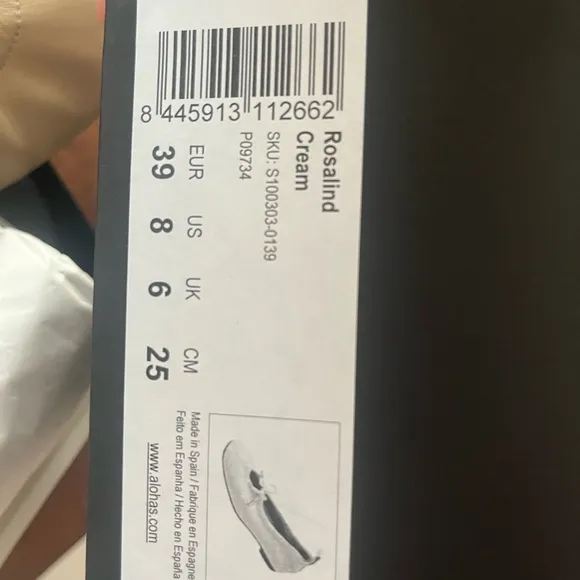 8 445913 112662
Rosalind
Cream
SKU: S100303-0139
P09734
EUR US UK CM
39 8 6 25
Made in Spain / Fabrique en Espagne
Feito em Espanha / Hecho en España
www.alohas.com